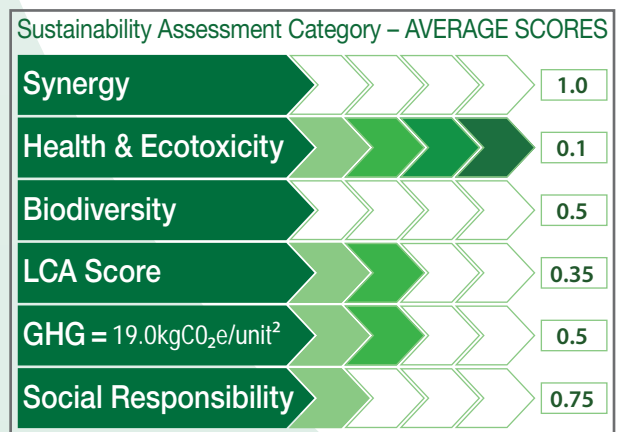 Sustainability Assessment Category – AVERAGE SCORES
Synergy 1.0
Health & Ecotoxicity 0.1
Biodiversity 0.5
LCA Score 0.35
GHG = 19.0kgC0₂e/unit² 0.5
Social Responsibility 0.75